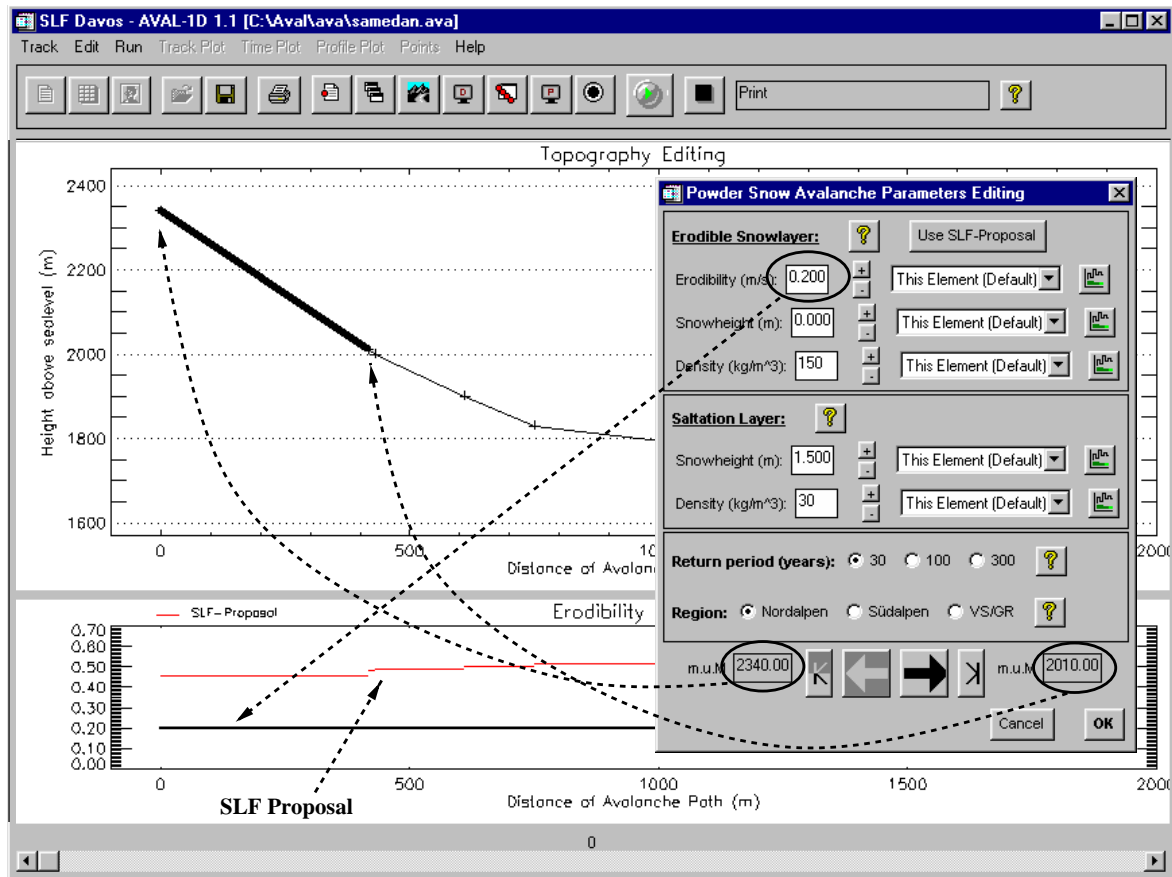 SLF Davos - AVAL-1D 1.1 [C:\Aval\ava\samedan.ava]
Track Edit Run Track Plot Time Plot Profile Plot Points Help
D
P
Print
?
Topography Editing
2400
2200
2000
1800
1600
Height above sealevel (m)
0
500
10
2000
Distance of Avalan
Powder Snow Avalanche Parameters Editing
Erodible Snowlayer:
?
Use SLF-Proposal
Erodibility (m/s): 0.200 + - This Element (Default)
Snowheight (m): 0.000 + - This Element (Default)
Density (kg/m^3): 150 + - This Element (Default)
Saltation Layer:
?
Snowheight (m): 1.500 + - This Element (Default)
Density (kg/m^3): 30 + - This Element (Default)
Return period (years): 30 100 300 ?
Region: Nordalpen Südalpen VS/GR ?
m.u.M 2340.00 K K m.u.M 2010.00
Cancel
OK
SLF-Proposal
Erodibility
0.70
0.60
0.50
0.40
0.30
0.20
0.10
0.00
0
500
1000
1500
2000
SLF Proposal
Distance of Avalanche Path (m)
0